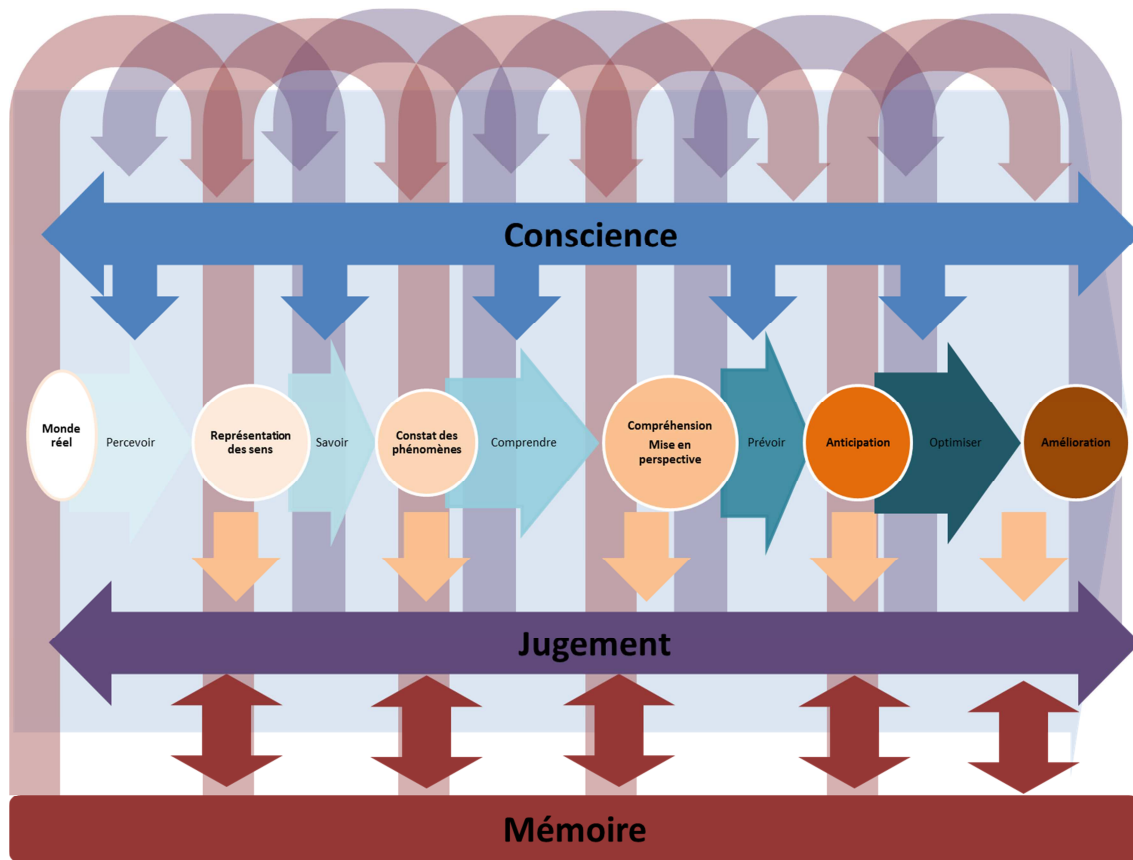 Conscience
Monde
réel
Percevoir
Représentation
des sens
Savoir
Constat des
phénomènes
Comprendre
Compréhension
Mise en
perspective
Prévoir
Anticipation
Optimiser
Amélioration
Jugement
Mémoire